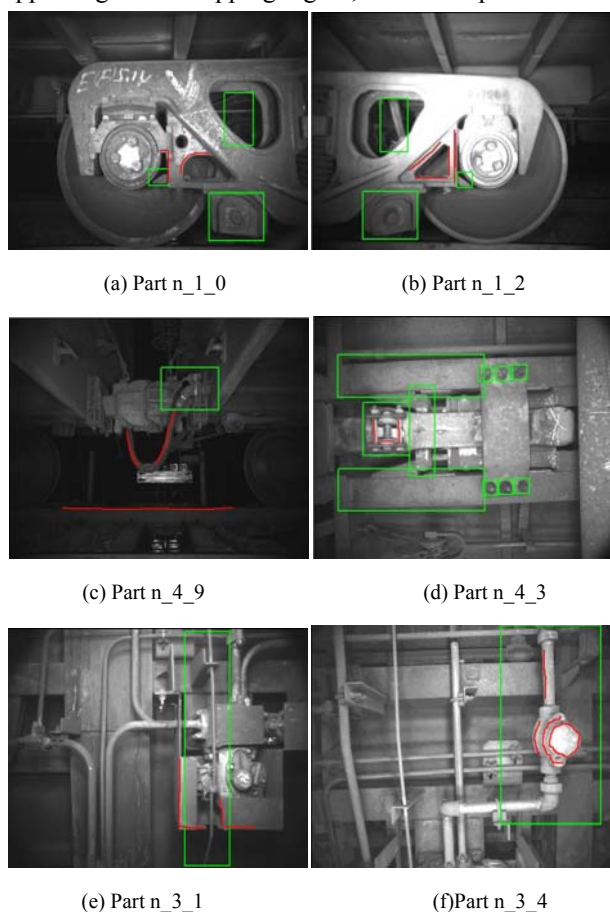 (a) Part n_1_0
(b) Part n_1_2
(c) Part n_4_9
(d) Part n_4_3
(e) Part n_3_1
(f)Part n_3_4